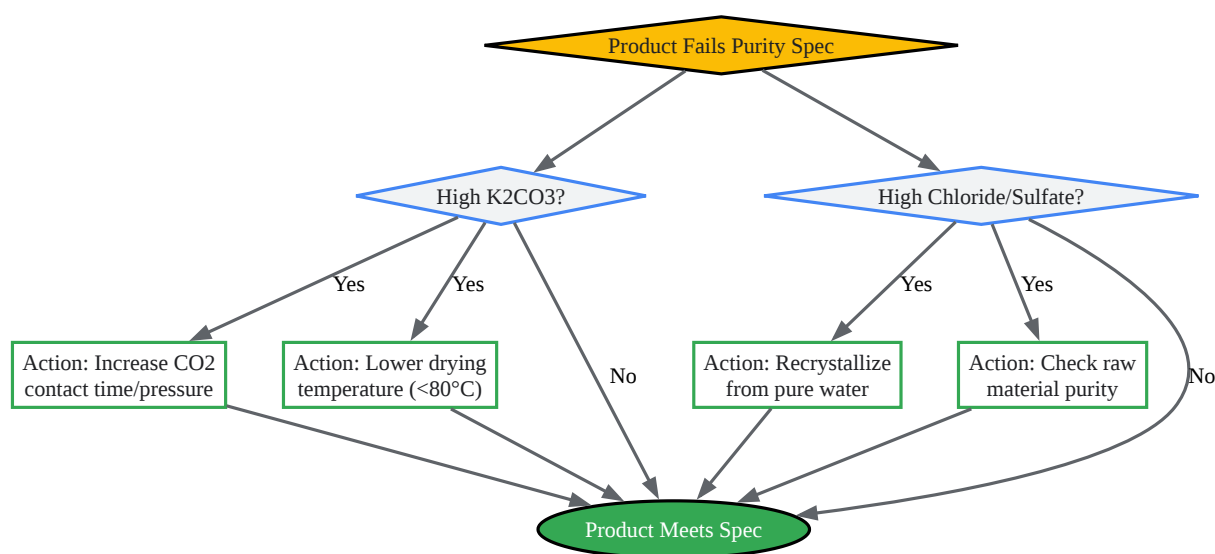 Product Fails Purity Spec
High K2CO3?
High Chloride/Sulfate?
Yes
Yes
Yes
Yes
Action: Increase CO2
contact time/pressure
Action: Lower drying
temperature (<80°C)
No
Action: Recrystallize
from pure water
Action: Check raw
material purity
No
Product Meets Spec